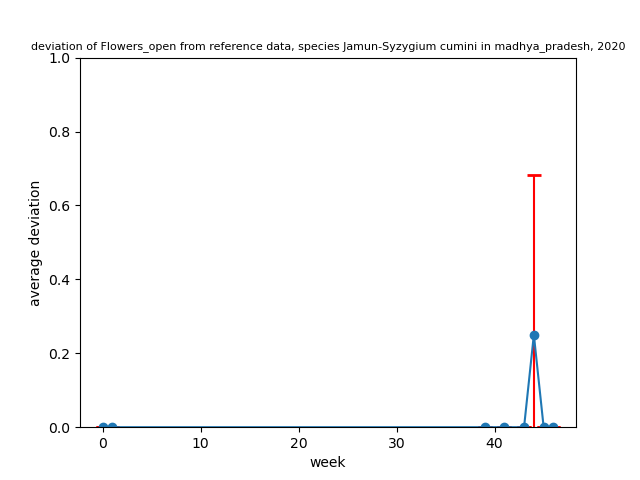 deviation of Flowers_open from reference data, species Jamun-Syzygium cumini in madhya_pradesh, 2020
1.0
0.8
0.6
0.4
0.2
0.0
average deviation
0 10 20 30 40
week